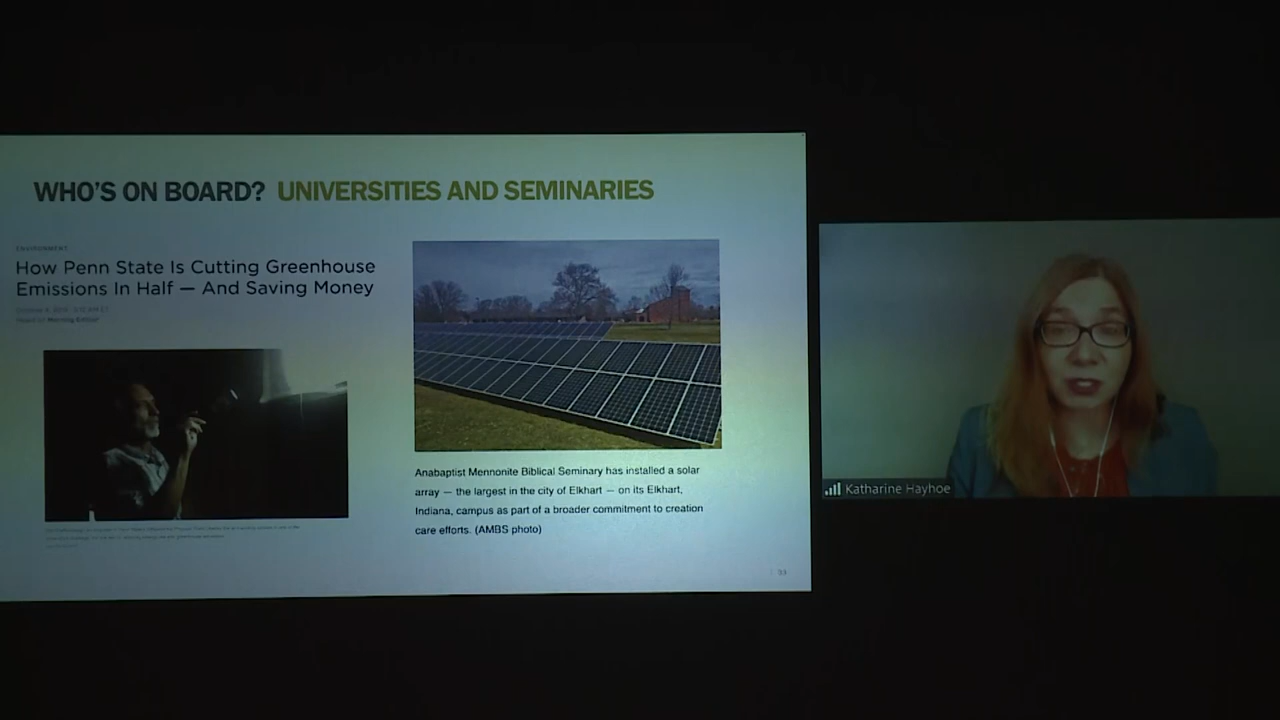 WHO'S ON BOARD? UNIVERSITIES AND SEMINARIES
ENVIRONMENT
How Penn State Is Cutting Greenhouse
Emissions In Half — And Saving Money
Heard on Morning Edition
Anabaptist Mennonite Biblical Seminary has installed a solar
array — the largest in the city of Elkhart — on its Elkhart,
Indiana, campus as part of a broader commitment to creation
care efforts. (AMBS photo)
Katharine Hayhoe